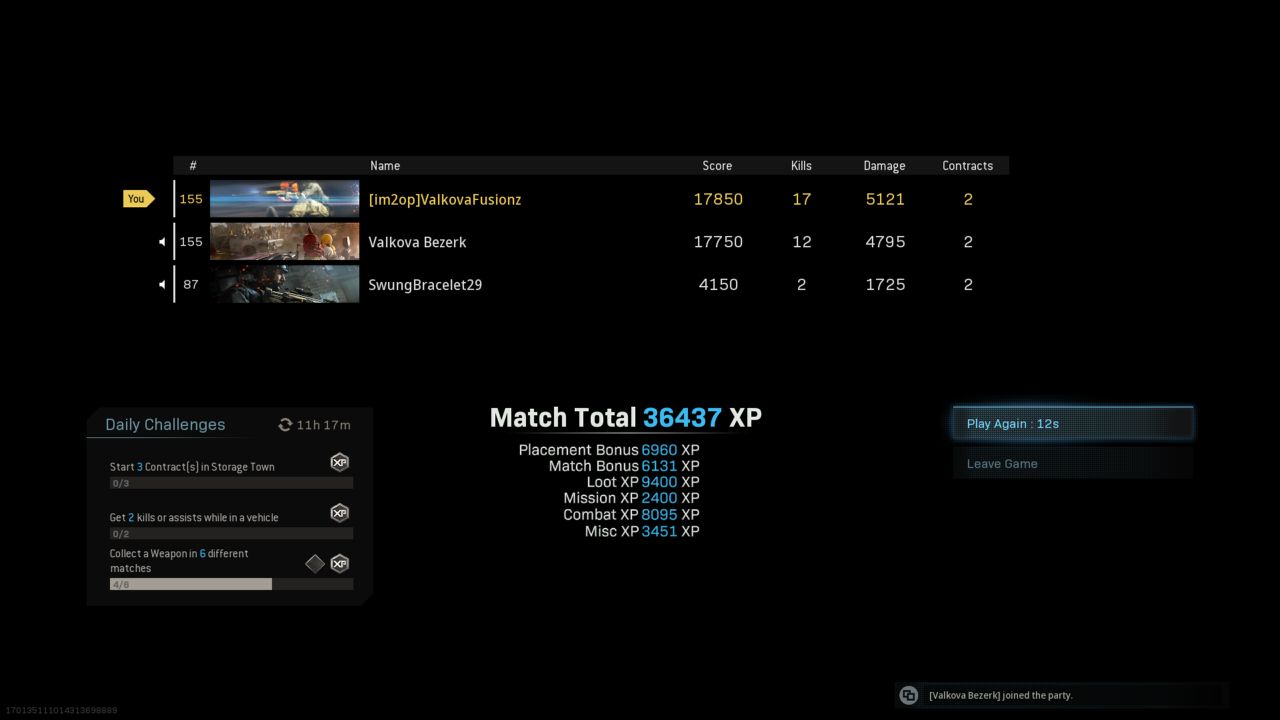 # Name Score Kills Damage Contracts
You 155 [im2op]ValkovaFusionz 17850 17 5121 2
155 Valkova Bezerk 17750 12 4795 2
87 SwungBracelet29 4150 2 1725 2
Daily Challenges 11h 17m
Start 3 Contract(s) in Storage Town XP
0/3
Get 2 kills or assists while in a vehicle XP
0/2
Collect a Weapon in 6 different
matches XP
4/6
Match Total 36437 XP
Placement Bonus 6960 XP
Match Bonus 6131 XP
Loot XP 9400 XP
Mission XP 2400 XP
Combat XP 8095 XP
Misc XP 3451 XP
Play Again : 12s
Leave Game
[Valkova Bezerk] joined the party.